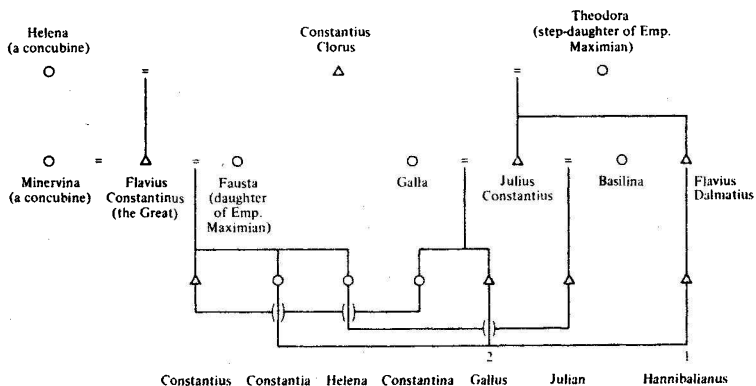 Helena
(a concubine)
Constantius
Clorus
Theodora
(step-daughter of Emp.
Maximian)
Minervina
(a concubine)
Flavius
Constantinus
(the Great)
Fausta
(daughter
of Emp.
Maximian)
Galla
Julius
Constantius
Basilina
Flavius
Dalmatius
2
1
Constantius Constantia Helena Constantina Gallus Julian Hannibalianus